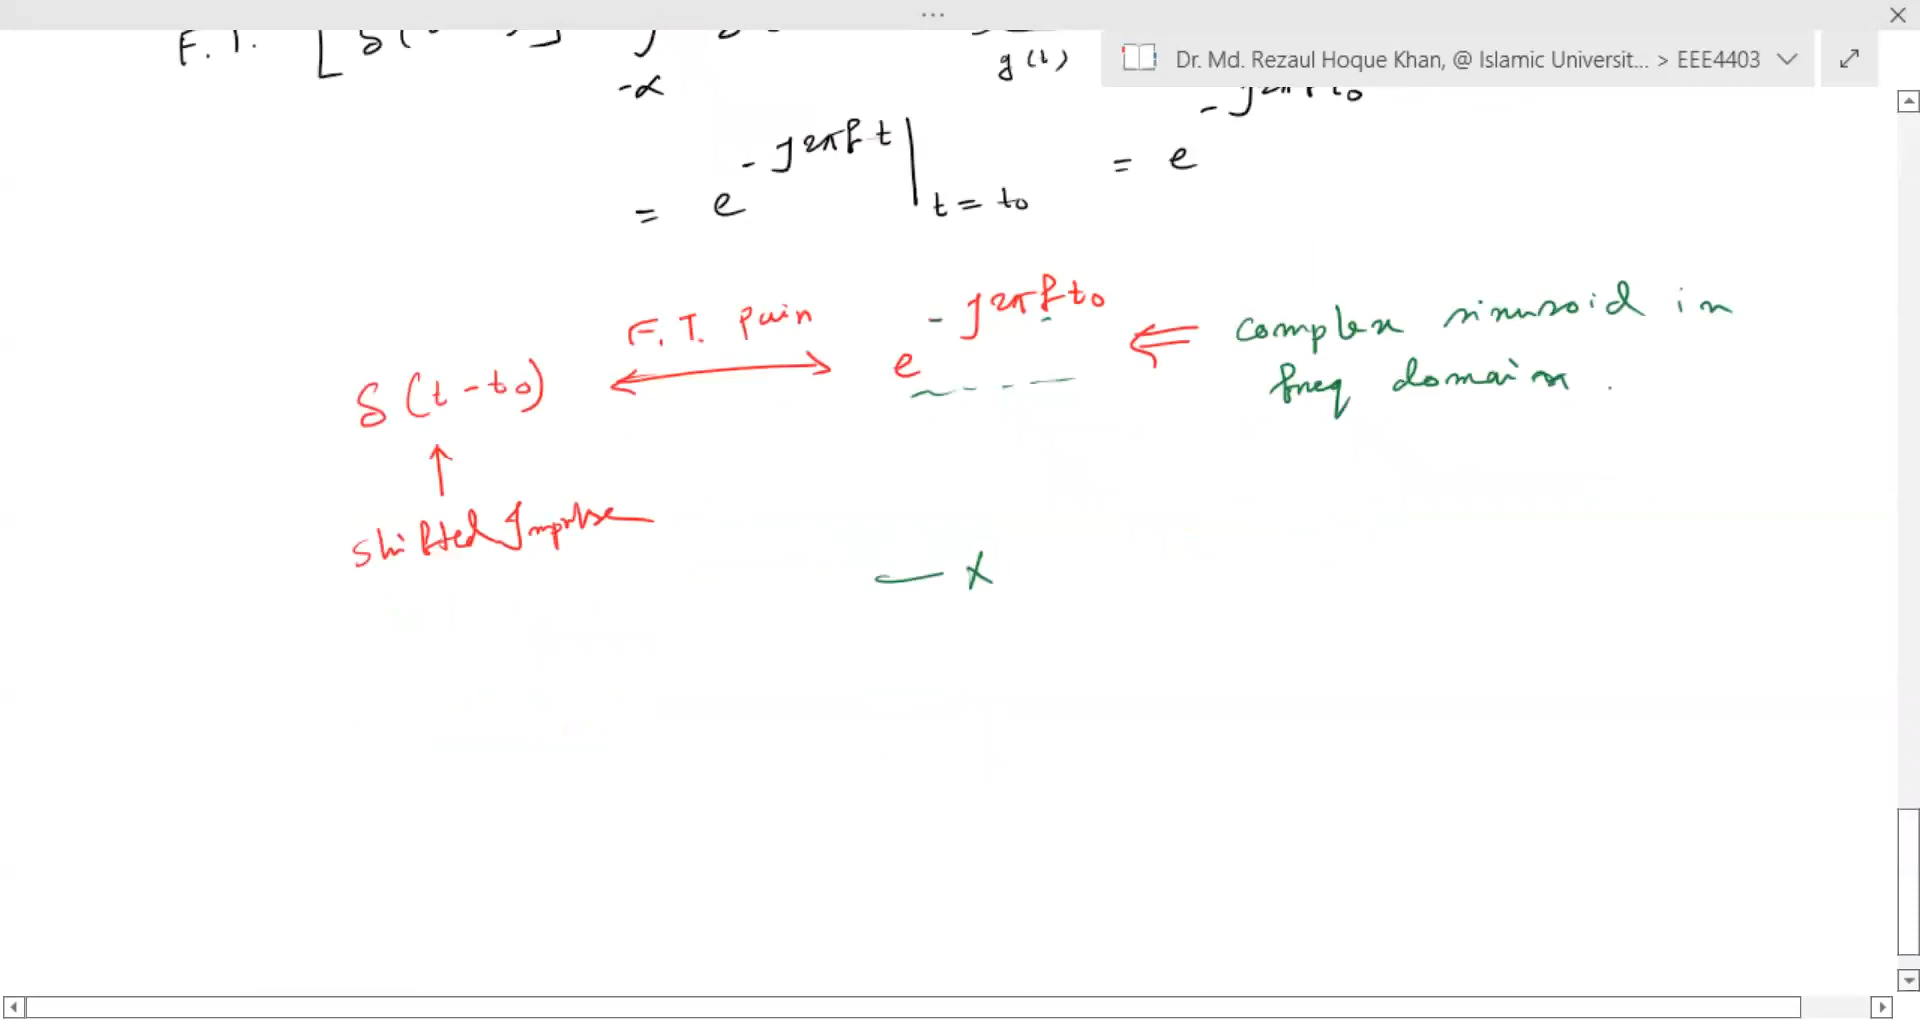 Dr. Md. Rezaul Hoque Khan, @ Islamic Universit... > EEE4403
F. T. [δ(
-∝
g(t)
= e^{-j2πft}|_{t=t₀} = e^{-j2πft₀}
F.T. pair
δ(t-t₀) ⟷ e^{-j2πft₀} ⇐ complex sinusoid in
freq domain.
↑
Shifted Impulse
— x